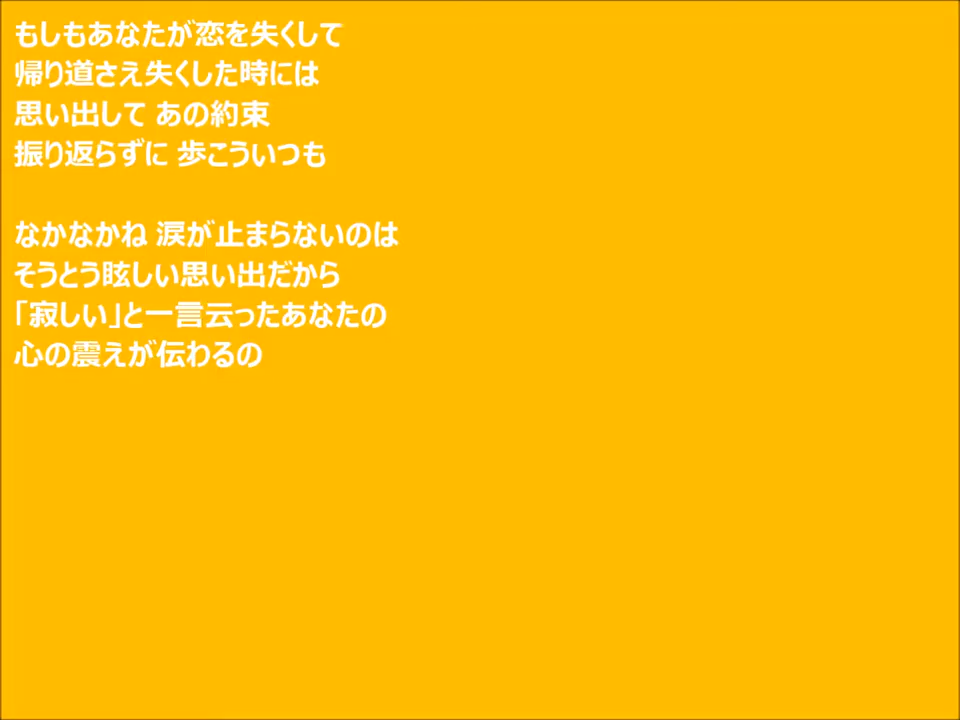 もしもあなたが恋を失くして
帰り道さえ失くした時には
思い出して あの約束
振り返らずに 歩こういつも
なかなかね 涙が止まらないのは
そうとう眩しい思い出だから
「寂しい」と一言云ったあなたの
心の震えが伝わるの